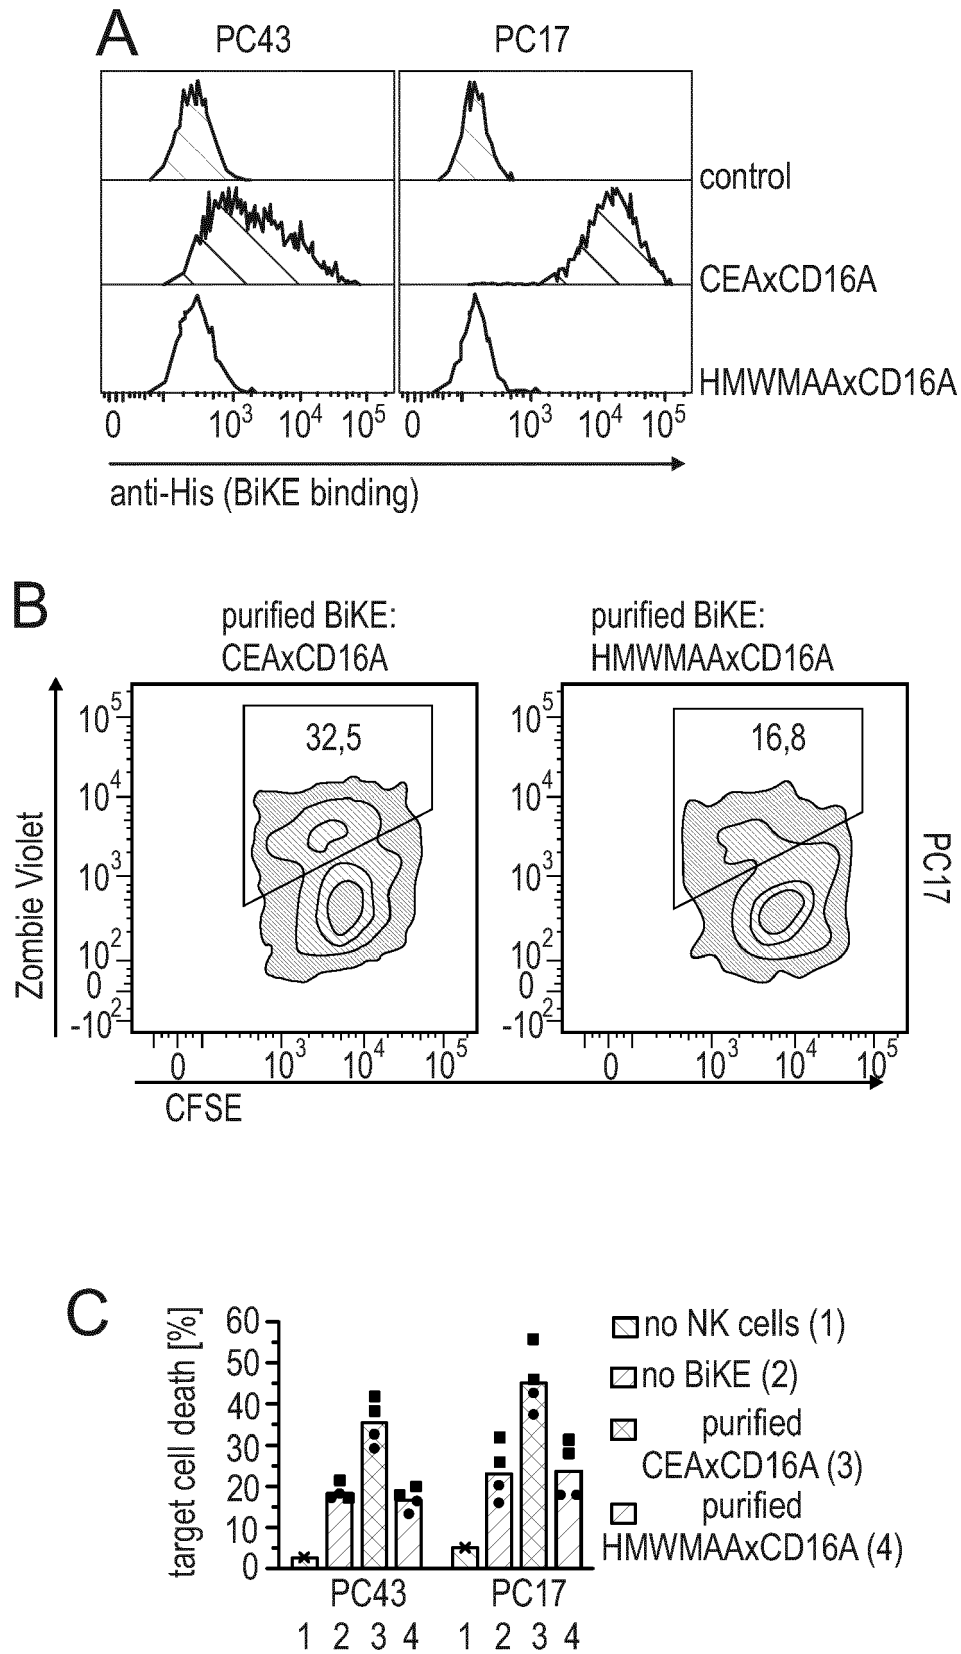 A
PC43 PC17
control
CEAxCD16A
HMWMAAxCD16A
0 10³ 10⁴ 10⁵ 0 10³ 10⁴ 10⁵
anti-His (BiKE binding)
B
purified BiKE: purified BiKE:
CEAxCD16A HMWMAAxCD16A
Zombie Violet
10⁵ 10⁵
32,5 16,8
10⁴ 10⁴
10³ 10³
10² 10²
0 0
-10² -10²
PC17
0 10³ 10⁴ 10⁵ 0 10³ 10⁴ 10⁵
CFSE
C
target cell death [%]
60
50
40
30
20
10
0
PC43 PC17
1 2 3 4 1 2 3 4
no NK cells (1)
no BiKE (2)
purified
CEAxCD16A (3)
purified
HMWMAAxCD16A (4)